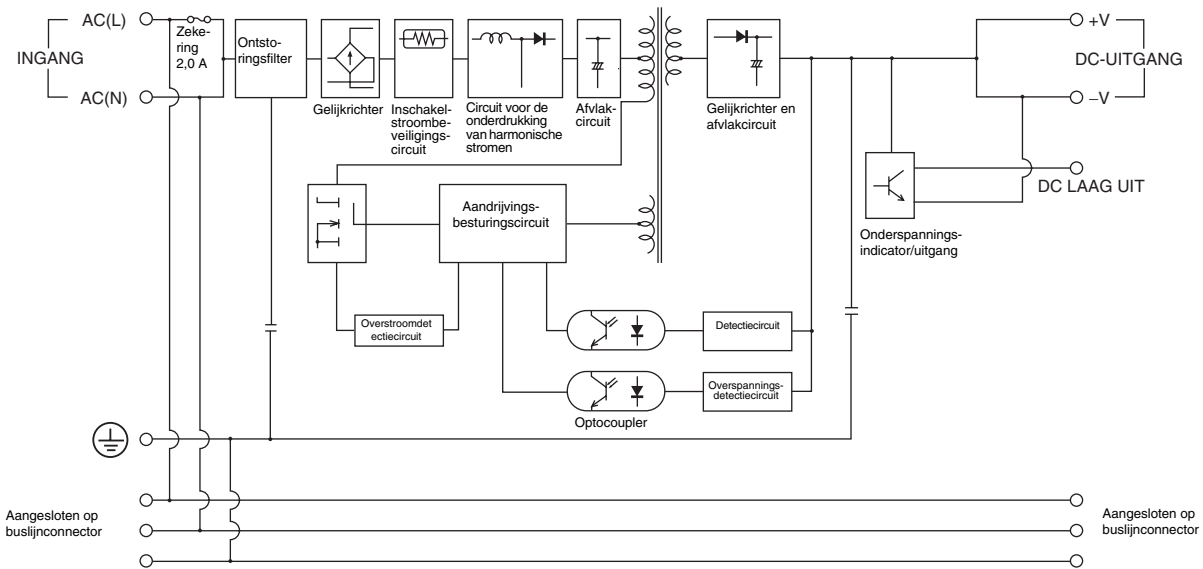 AC(L)
INGANG
AC(N)
Zeke-
ring
2,0 A
Ontsto-
ringsfilter
Gelijkrichter
Inschakel-
stroombe-
veiligings-
circuit
Circuit voor de
onderdrukking
van harmonische
stromen
Afvlak-
circuit
Gelijkrichter en
afvlakcircuit
+V
DC-UITGANG
–V
DC LAAG UIT
Onderspannings-
indicator/uitgang
Aandrijvings-
besturingscircuit
Overstroomdet
ectiecircuit
Detectiecircuit
Overspannings-
detectiecircuit
Optocoupler
Aangesloten op
buslijnconnector
Aangesloten op
buslijnconnector